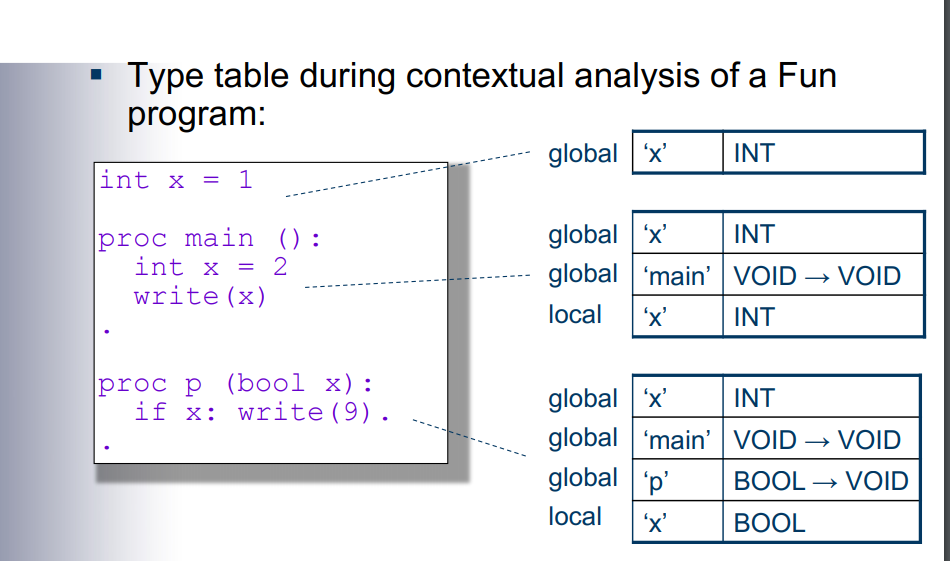 ▪ Type table during contextual analysis of a Fun
program:
int x = 1
proc main ():
int x = 2
write(x)
.
proc p (bool x):
if x: write(9).
.
global ‘x’ INT
global ‘x’ INT
global ‘main’ VOID → VOID
local ‘x’ INT
global ‘x’ INT
global ‘main’ VOID → VOID
global ‘p’ BOOL → VOID
local ‘x’ BOOL